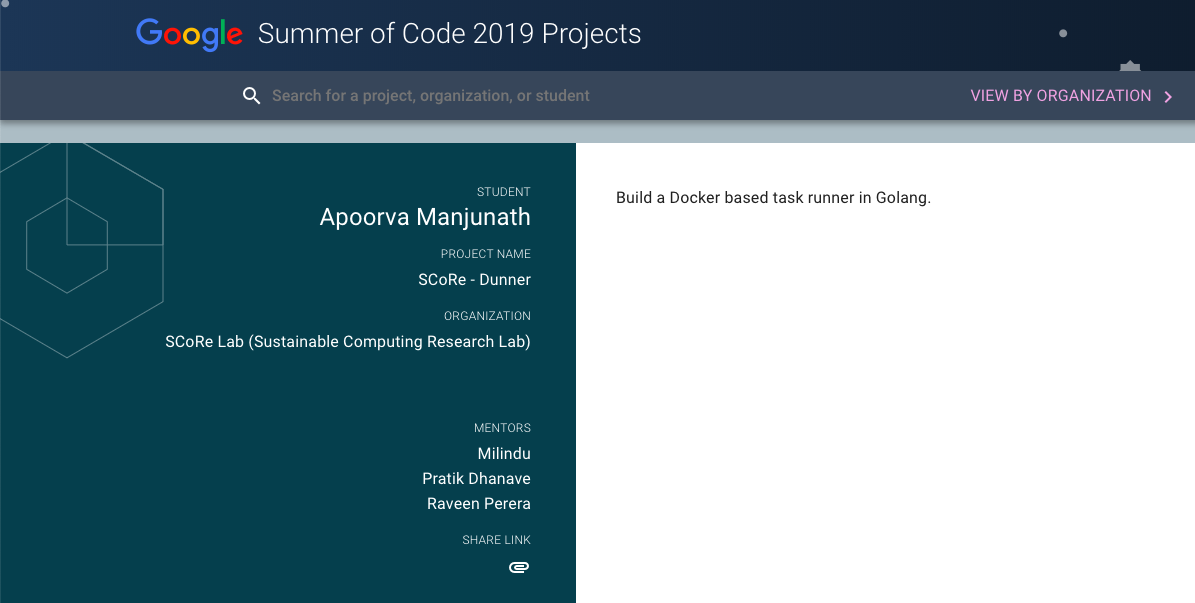 Google Summer of Code 2019 Projects
Search for a project, organization, or student
VIEW BY ORGANIZATION
STUDENT
Apoorva Manjunath
PROJECT NAME
SCoRe - Dunner
ORGANIZATION
SCoRe Lab (Sustainable Computing Research Lab)
MENTORS
Milindu
Pratik Dhanave
Raveen Perera
SHARE LINK
Build a Docker based task runner in Golang.